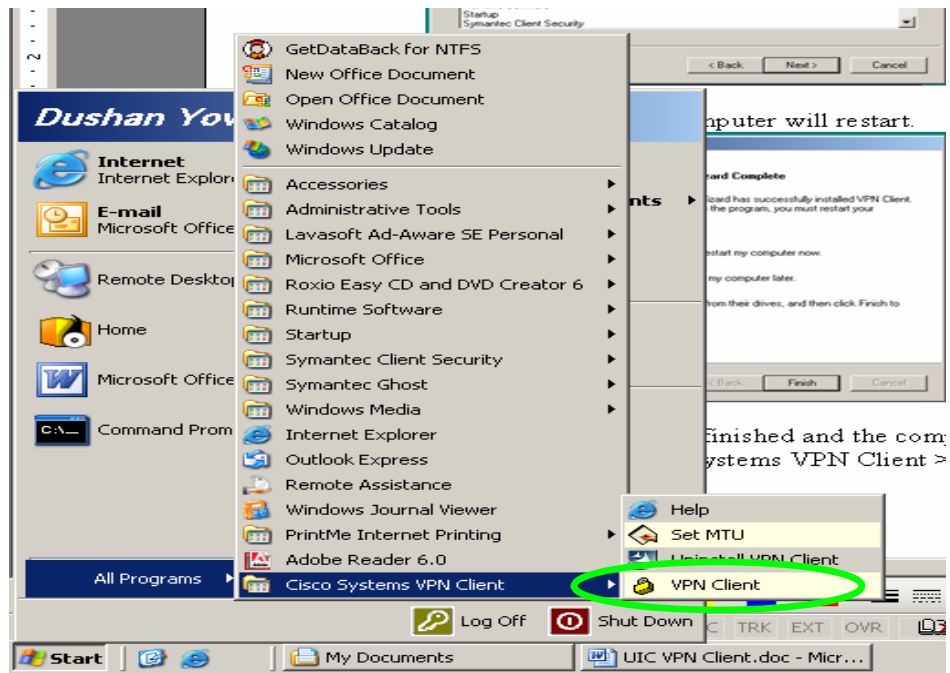 Startup
Symantec Client Security
< Back Next > Cancel
GetDataBack for NTFS
New Office Document
Open Office Document
Windows Catalog
Windows Update
Accessories
Administrative Tools
Lavasoft Ad-Aware SE Personal
Microsoft Office
Roxio Easy CD and DVD Creator 6
Runtime Software
Startup
Symantec Client Security
Symantec Ghost
Windows Media
Internet Explorer
Outlook Express
Remote Assistance
Windows Journal Viewer
PrintMe Internet Printing
Adobe Reader 6.0
Cisco Systems VPN Client
Help
Set MTU
Uninstall VPN Client
VPN Client
Dushan Yov
Internet
Internet Explor
E-mail
Microsoft Office
Remote Desktop
Home
Microsoft Office
Command Prom
All Programs
nts
Log Off Shut Down
mputer will restart.
zard Complete
izard has successfully installed VPN Client.
the program, you must restart your
estart my computer now.
my computer later.
from their drives, and then click Finish to
< Back Finish Cancel
finished and the com
ystems VPN Client >
C TRK EXT OVR
Start My Documents UIC VPN Client.doc - Micr...